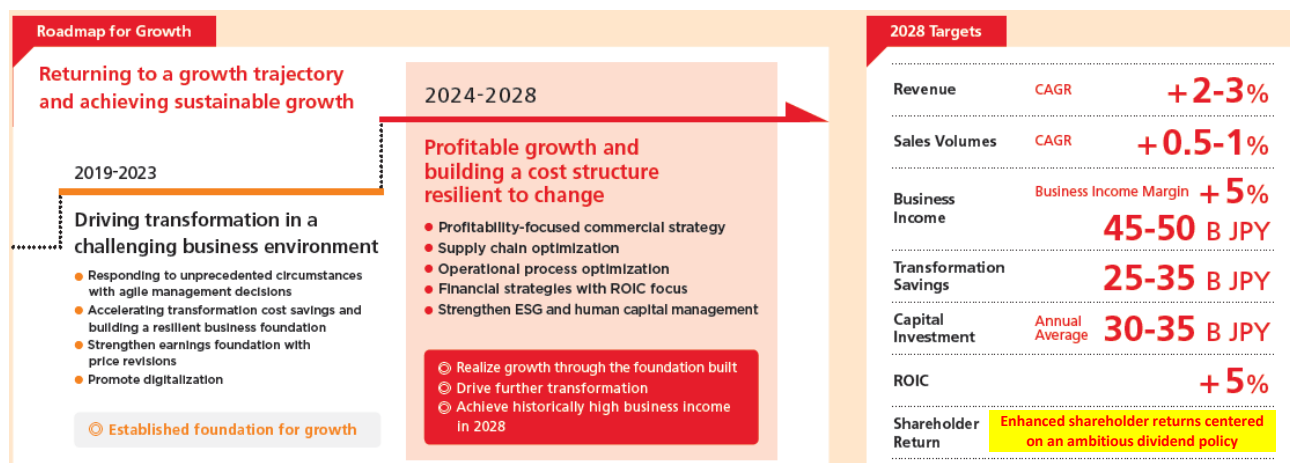 Roadmap for Growth
Returning to a growth trajectory
and achieving sustainable growth
2019-2023
Driving transformation in a
challenging business environment
● Responding to unprecedented circumstances
with agile management decisions
● Accelerating transformation cost savings and
building a resilient business foundation
● Strengthen earnings foundation with
price revisions
● Promote digitalization
◎ Established foundation for growth
2024-2028
Profitable growth and
building a cost structure
resilient to change
● Profitability-focused commercial strategy
● Supply chain optimization
● Operational process optimization
● Financial strategies with ROIC focus
● Strengthen ESG and human capital management
◎ Realize growth through the foundation built
◎ Drive further transformation
◎ Achieve historically high business income
in 2028
2028 Targets
Revenue CAGR +2-3%
Sales Volumes CAGR +0.5-1%
Business
Income
Business Income Margin +5%
45-50 B JPY
Transformation
Savings
25-35 B JPY
Capital
Investment
Annual
Average
30-35 B JPY
ROIC +5%
Shareholder
Return
Enhanced shareholder returns centered
on an ambitious dividend policy